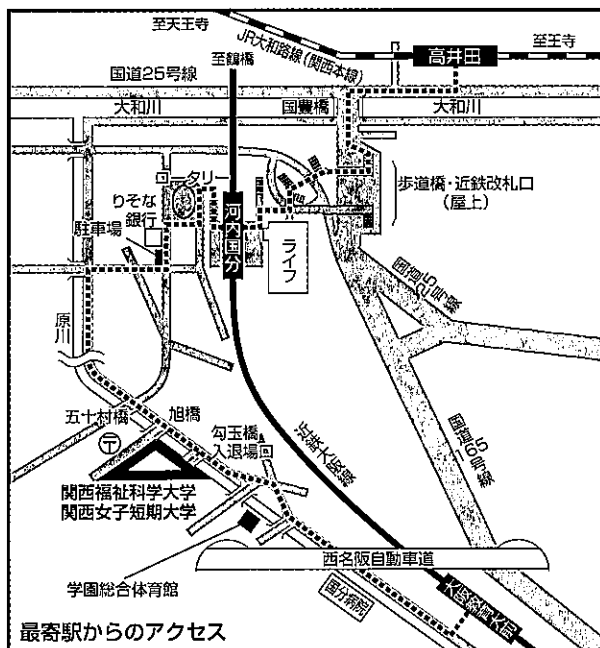 至天王寺
JR大和路線(関西本線)
高井田
至王寺
至鶴橋
国道25号線
大和川
国豊橋
大和川
ロータリー
りそな
銀行
駐車場
河内国分
ライフ
歩道橋・近鉄改札口
(屋上)
国道25号線
原川
国道165号線
五十村橋
旭橋
勾玉橋
入退場口
近鉄大阪線
〒
関西福祉科学大学
関西女子短期大学
西名阪自動車道
学園総合体育館
国分病院
大阪教育大前
最寄駅からのアクセス